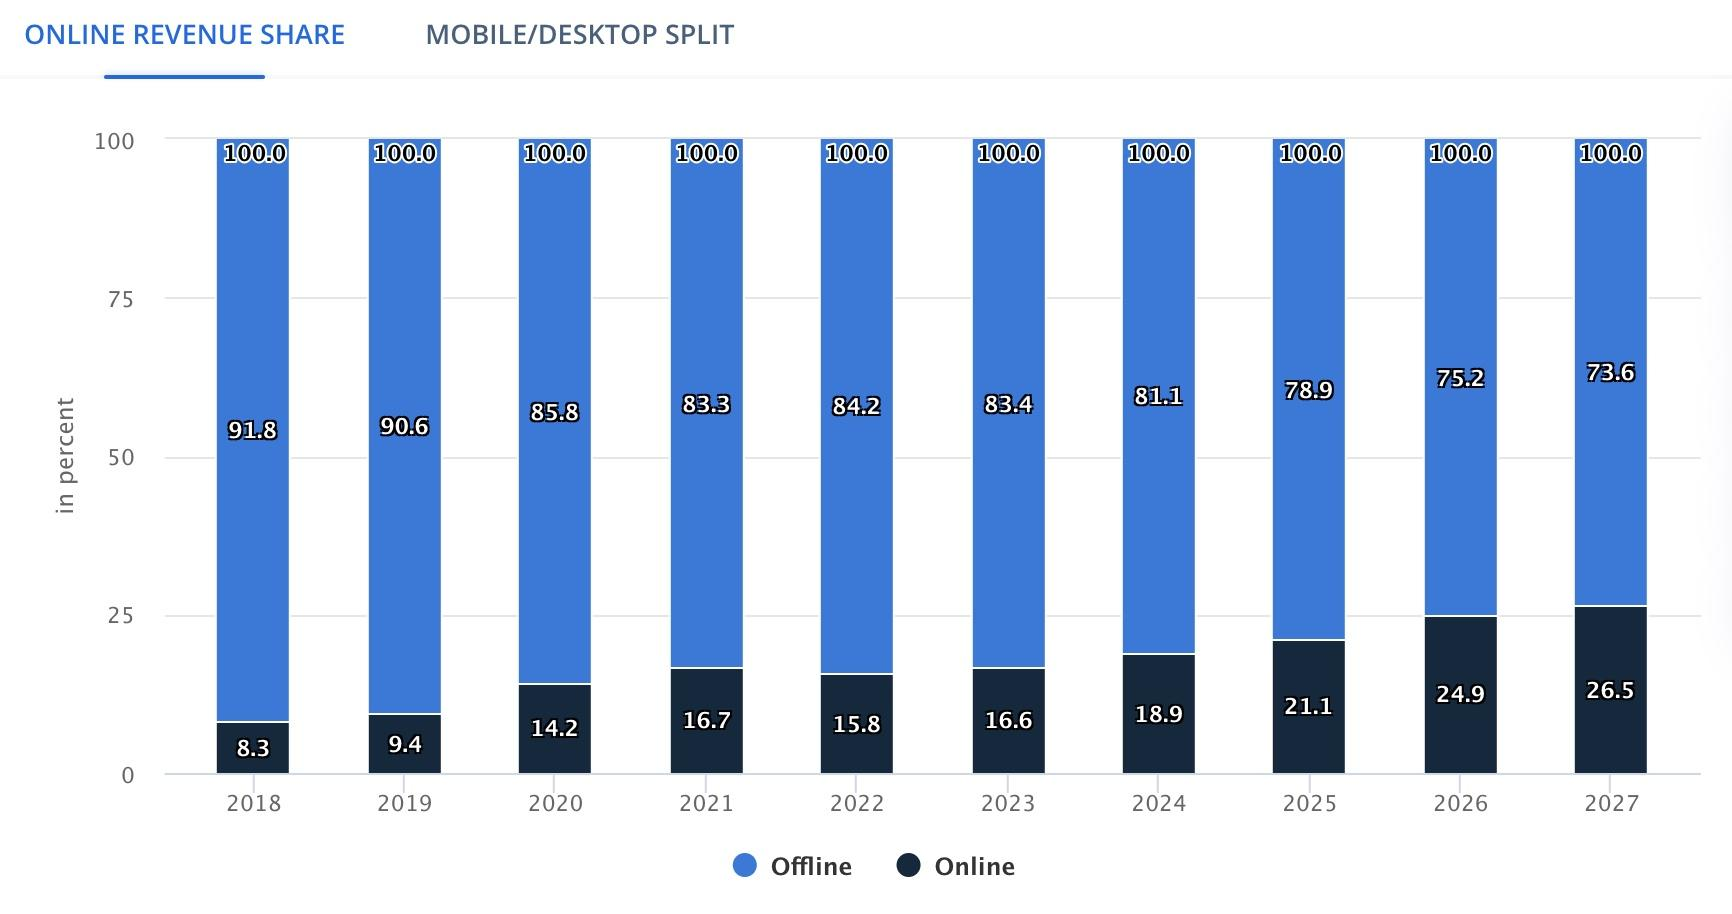 ONLINE REVENUE SHARE MOBILE/DESKTOP SPLIT
100 100.0 100.0 100.0 100.0 100.0 100.0 100.0 100.0 100.0 100.0
75
91.8 90.6 85.8 83.3 84.2 83.4 81.1 78.9 75.2 73.6
in percent
50
25
8.3 9.4 14.2 16.7 15.8 16.6 18.9 21.1 24.9 26.5
0
2018 2019 2020 2021 2022 2023 2024 2025 2026 2027
Offline Online